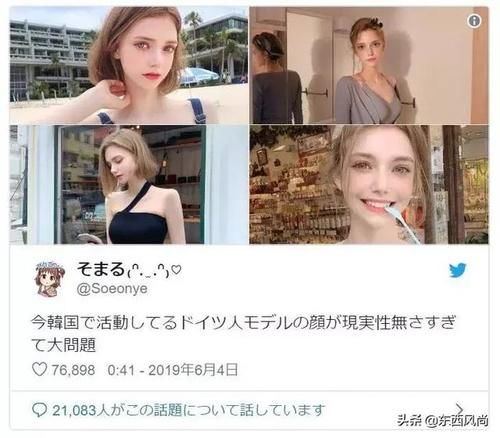 そまる₍ᐢ. ̫.ᐢ₎♡
@Soeonye
今韓国で活動してるドイツ人モデルの顔が現実性無さすぎ
て大問題
76,898 0:41 - 2019年6月4日
21,083人がこの話題について話しています
头条 @东西风尚